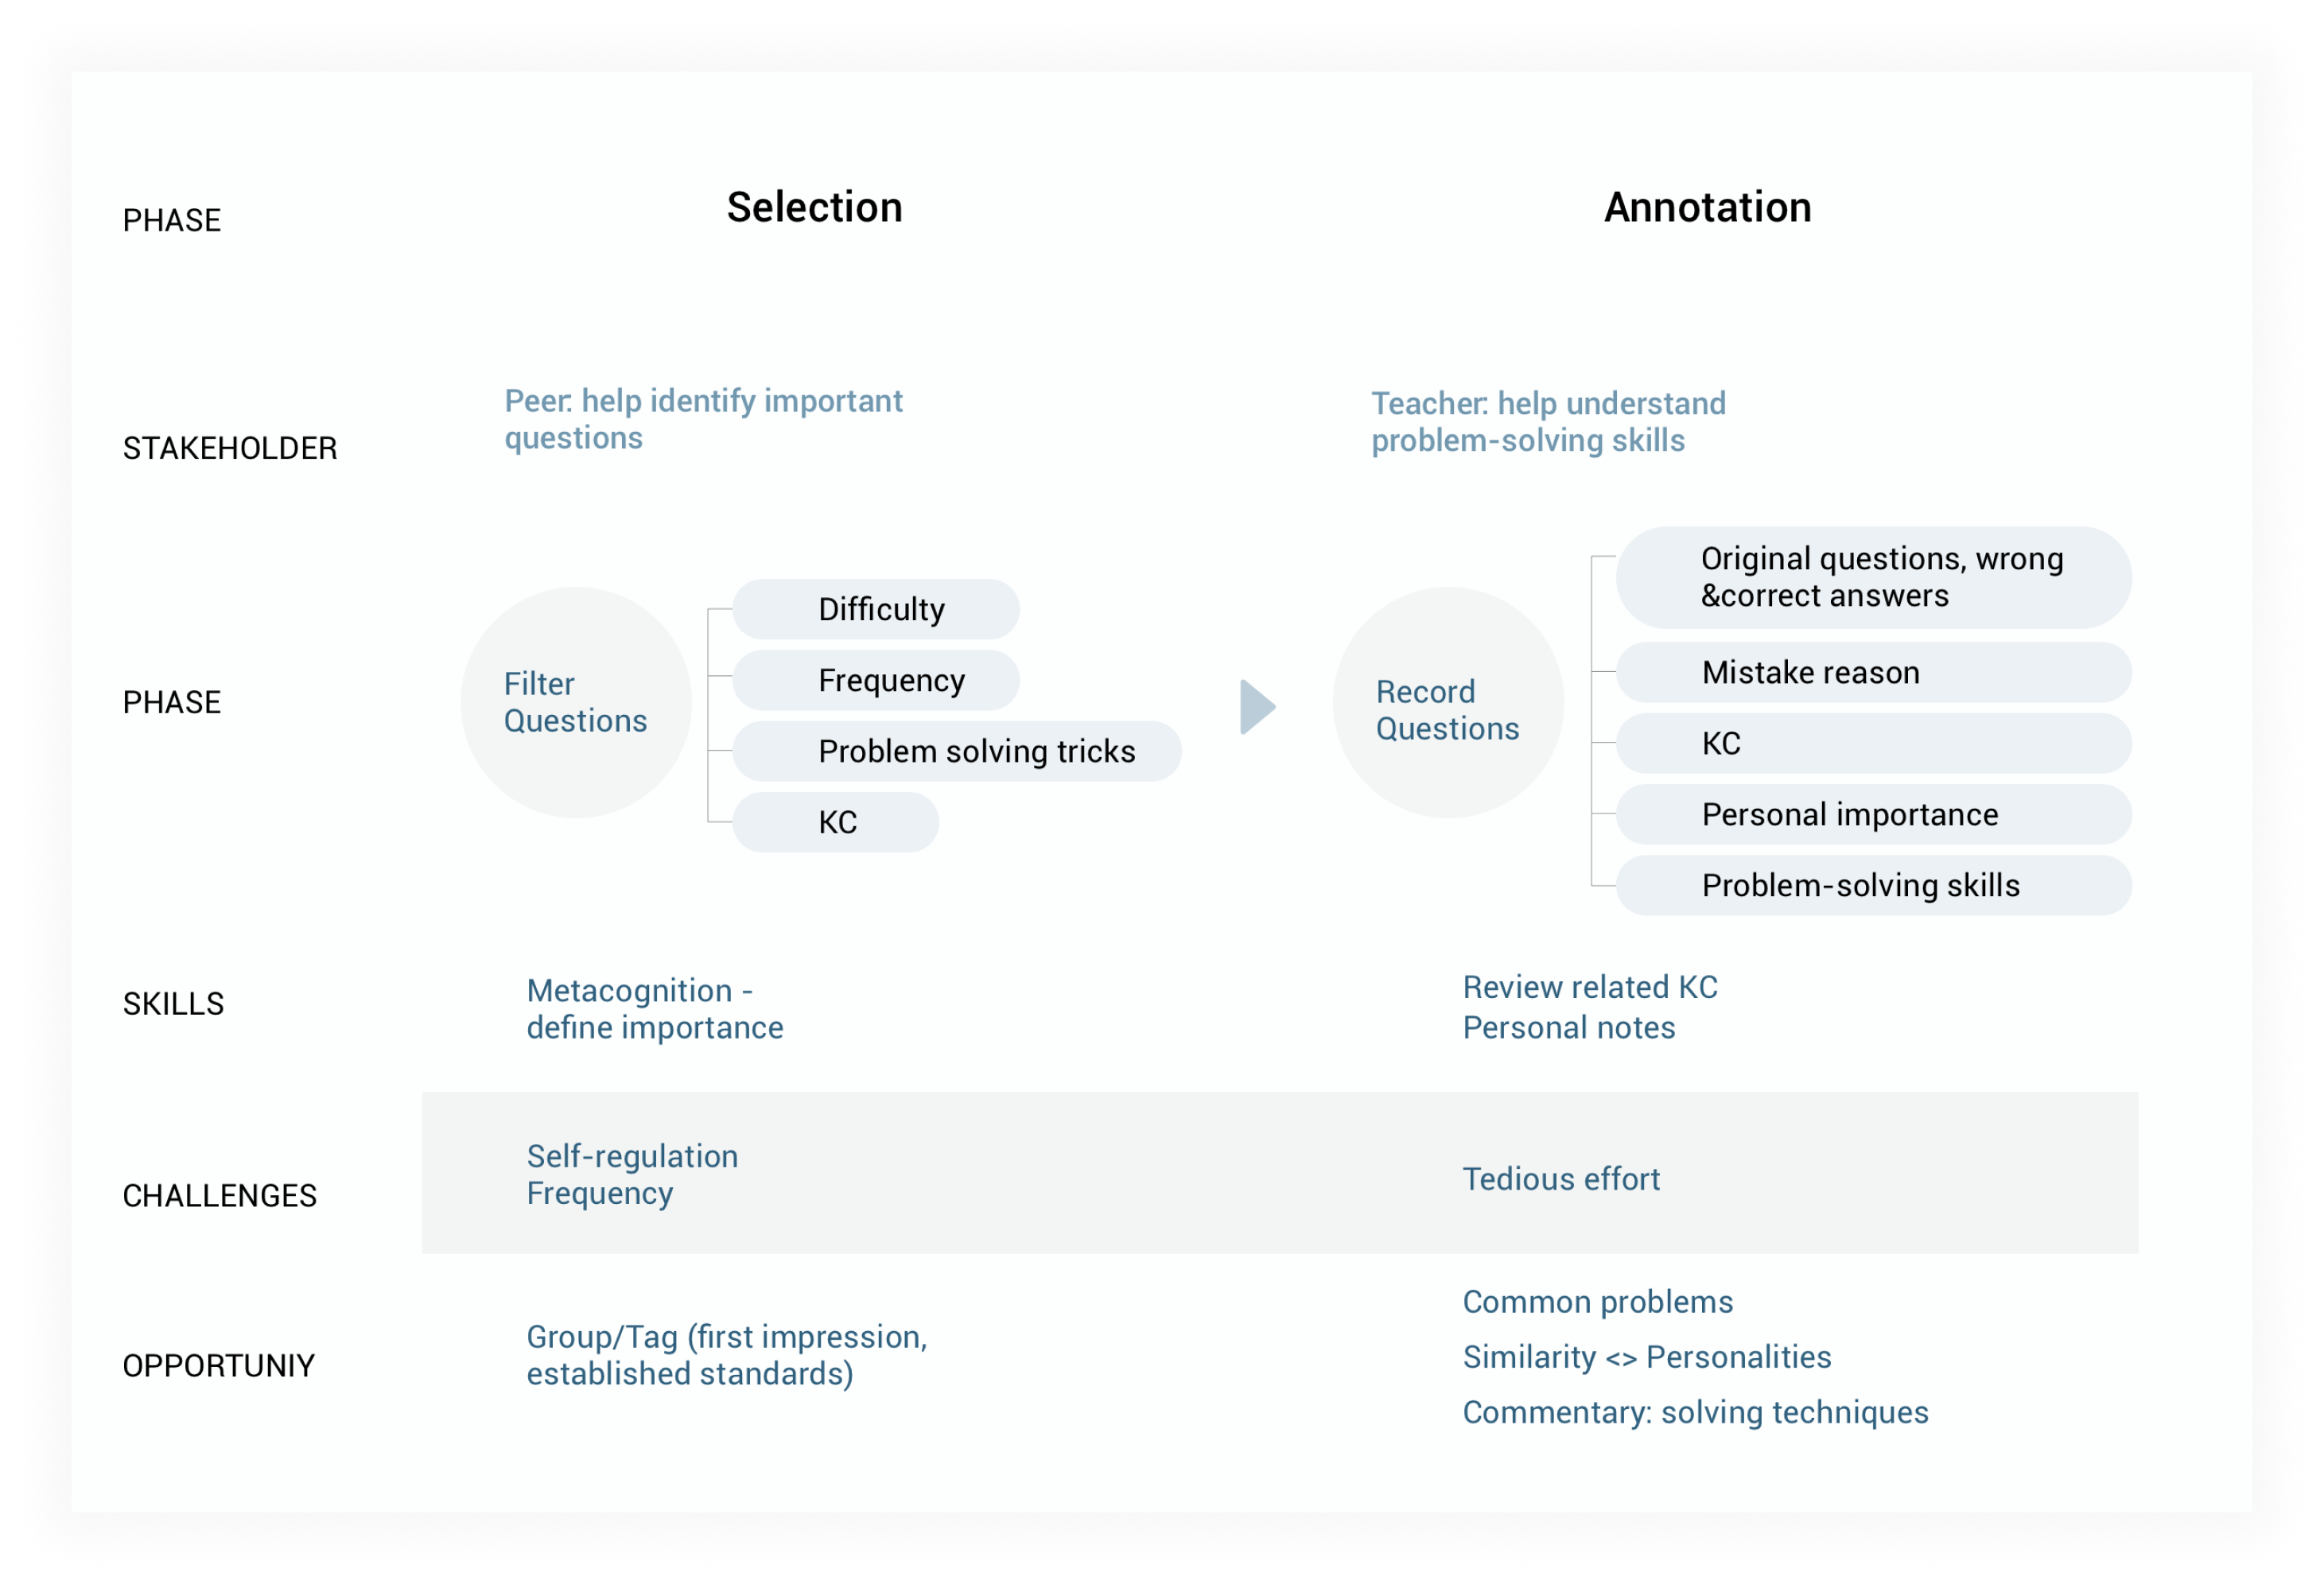 PHASE
Selection
Annotation
STAKEHOLDER
Peer: help identify important
questions
Teacher: help understand
problem-solving skills
PHASE
Filter
Questions
Difficulty
Frequency
Problem solving tricks
KC
Record
Questions
Original questions, wrong
&correct answers
Mistake reason
KC
Personal importance
Problem-solving skills
SKILLS
Metacognition -
define importance
Review related KC
Personal notes
CHALLENGES
Self-regulation
Frequency
Tedious effort
OPPORTUNIY
Group/Tag (first impression,
established standards)
Common problems
Similarity <> Personalities
Commentary: solving techniques